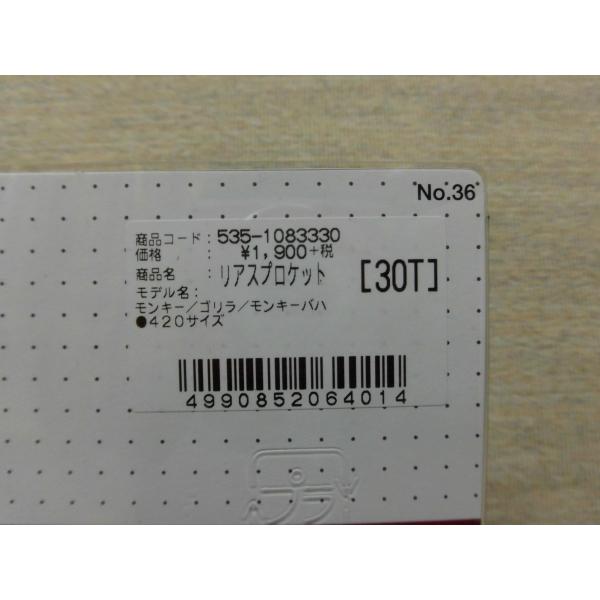 No.36
商品コード : 535-1083330
価格 : ¥1,900+税
商品名 : リアスプロケット [30T]
モデル名 :
モンキー/ゴリラ/モンキーバハ
●420サイズ
4990852064014
プラ